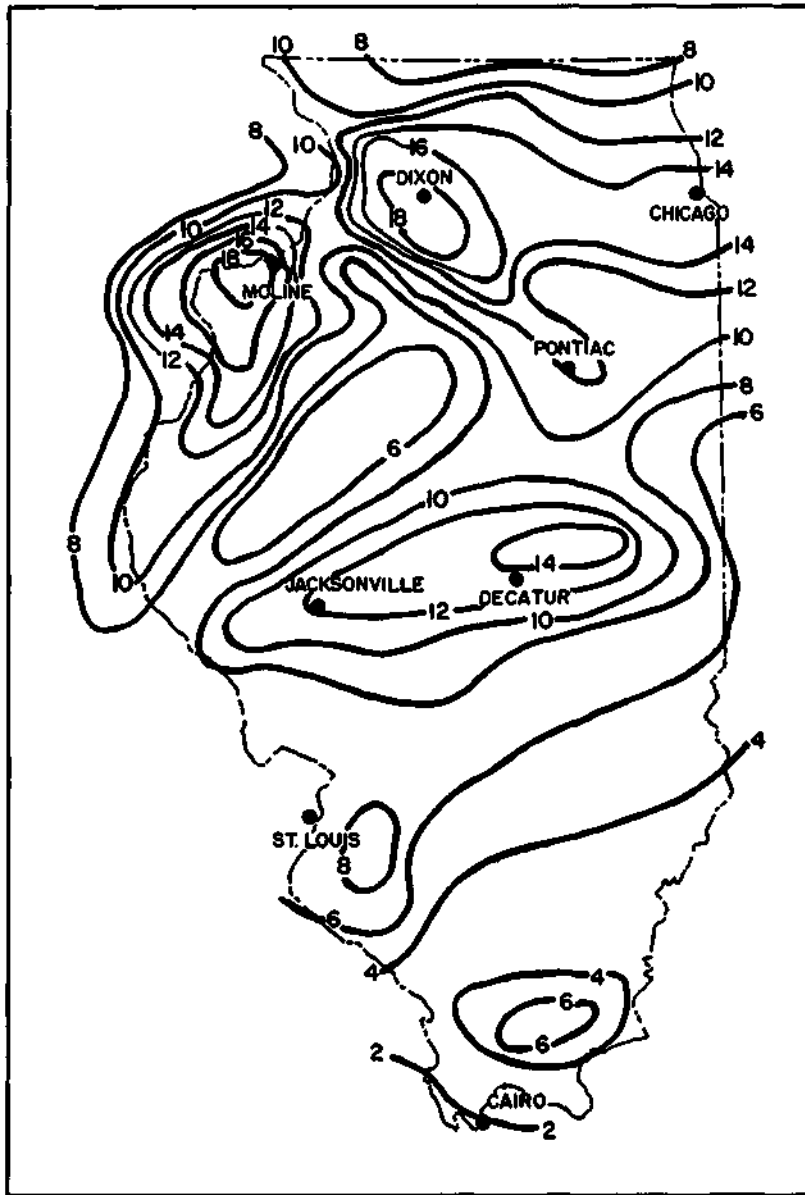 10 8 8
10
8 10 12
16
14
DIXON
12 18 CHICAGO
10 14
16
18 14
MOLINE 12
14 PONTIAC 10
12
8
6
6
10
8
14
10 JACKSONVILLE DECATUR
12 10
4
ST. LOUIS
8
6
4 4
6
6
2
CAIRO
2